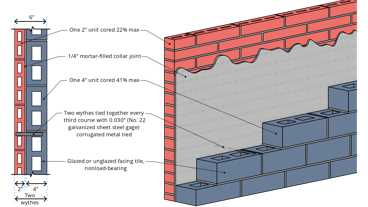 6"
One 2" unit cored 22% max
1/4" mortar-filled collar joint
One 4" unit cored 41% max
Two wythes tied together every
third course with 0.030" (No. 22
galvanized sheet steel gager
corrugated metal tied
Glazed or unglazed facing tile,
nonload-bearing
2" 4"
Two
wythes